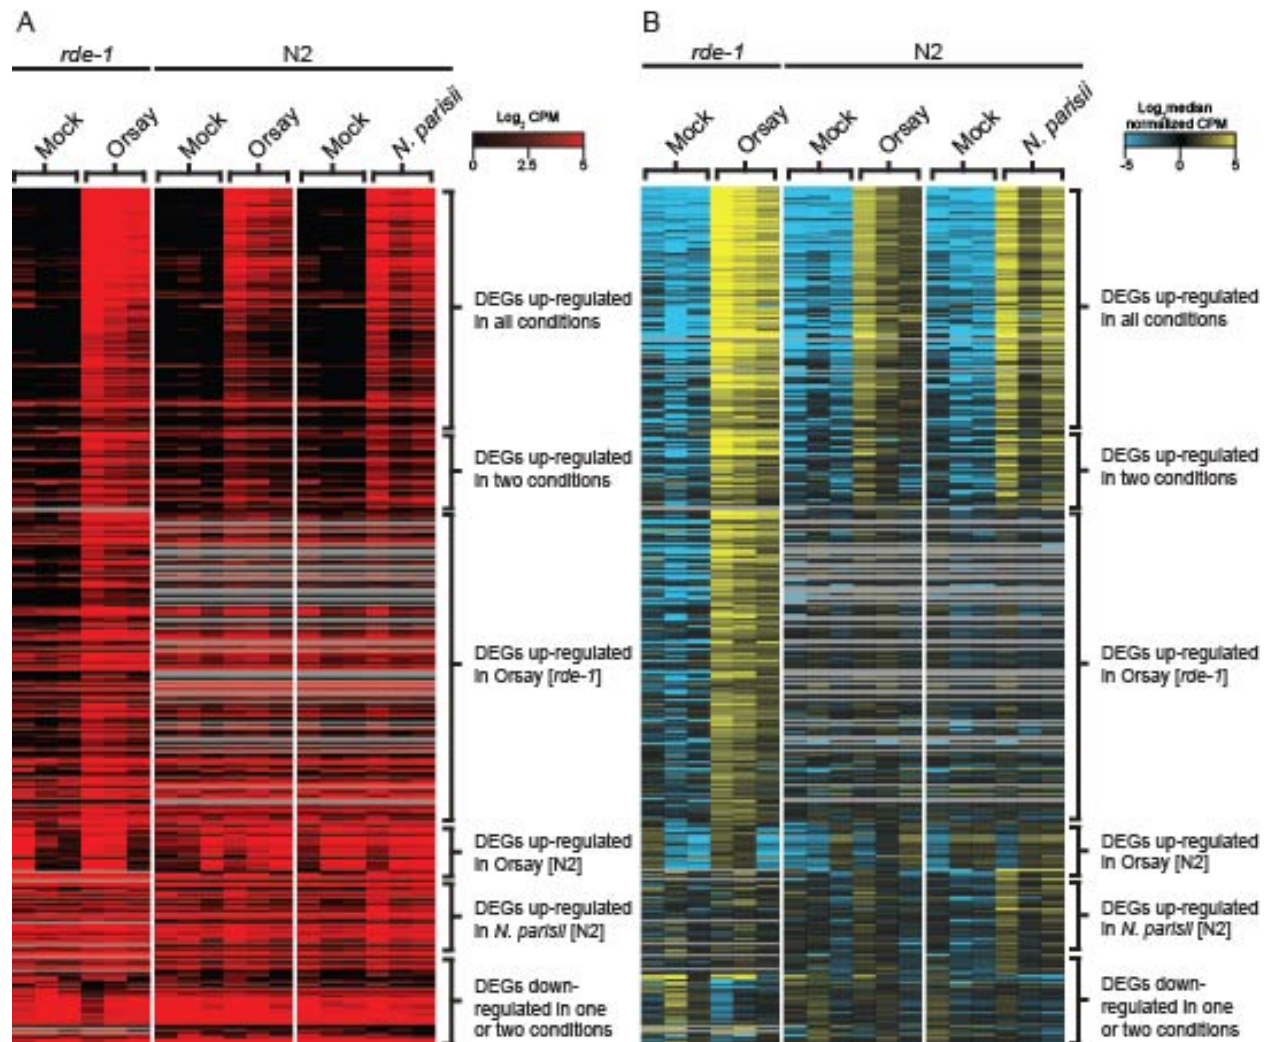 A
rde-1
N2
Mock
Orsay
Mock
Orsay
Mock
N. parisii
Log2 CPM
0 2.5 5
DEGs up-regulated
in all conditions
DEGs up-regulated
in two conditions
DEGs up-regulated
in Orsay [rde-1]
DEGs up-regulated
in Orsay [N2]
DEGs up-regulated
in N. parisii [N2]
DEGs down-
regulated in one
or two conditions
B
rde-1
N2
Mock
Orsay
Mock
Orsay
Mock
N. parisii
Log2 median
normalized CPM
-5 0 5
DEGs up-regulated
in all conditions
DEGs up-regulated
in two conditions
DEGs up-regulated
in Orsay [rde-1]
DEGs up-regulated
in Orsay [N2]
DEGs up-regulated
in N. parisii [N2]
DEGs down-
regulated in one
or two conditions